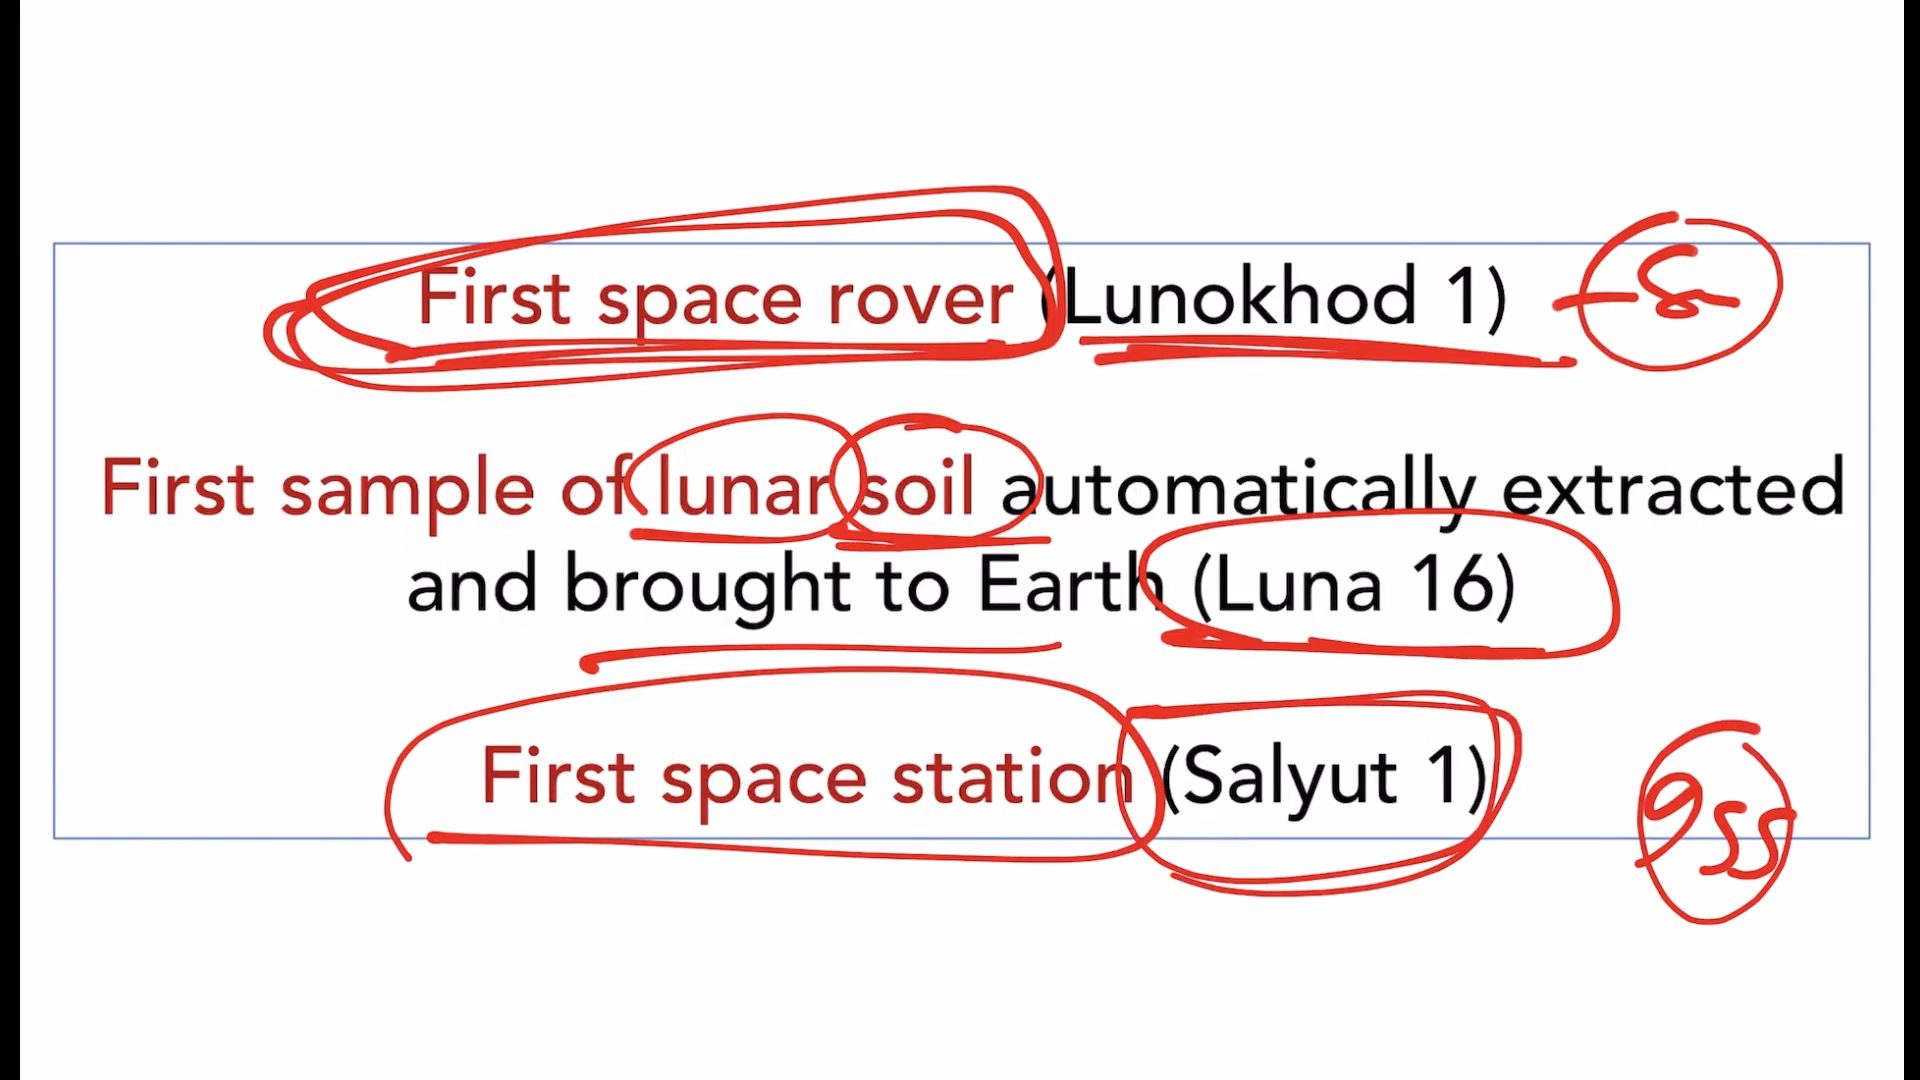 First space rover (Lunokhod 1)
First sample of lunar soil automatically extracted
and brought to Earth (Luna 16)
First space station (Salyut 1)